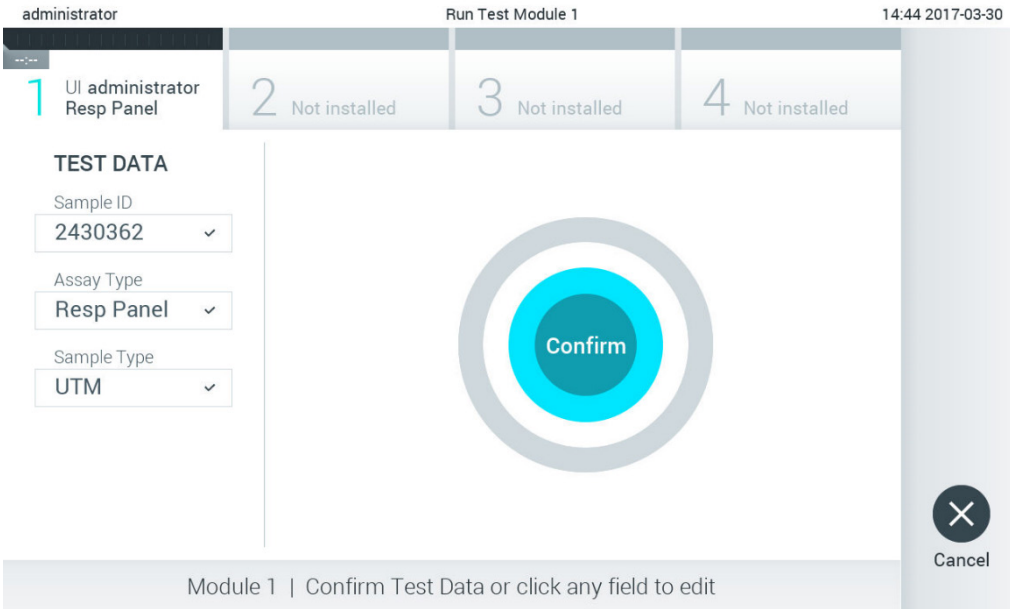 administrator Run Test Module 1 14:44 2017-03-30
--:--
1 UI administrator
Resp Panel
2 Not installed
3 Not installed
4 Not installed
TEST DATA
Sample ID
2430362
Assay Type
Resp Panel
Sample Type
UTM
Confirm
Cancel
Module 1 | Confirm Test Data or click any field to edit